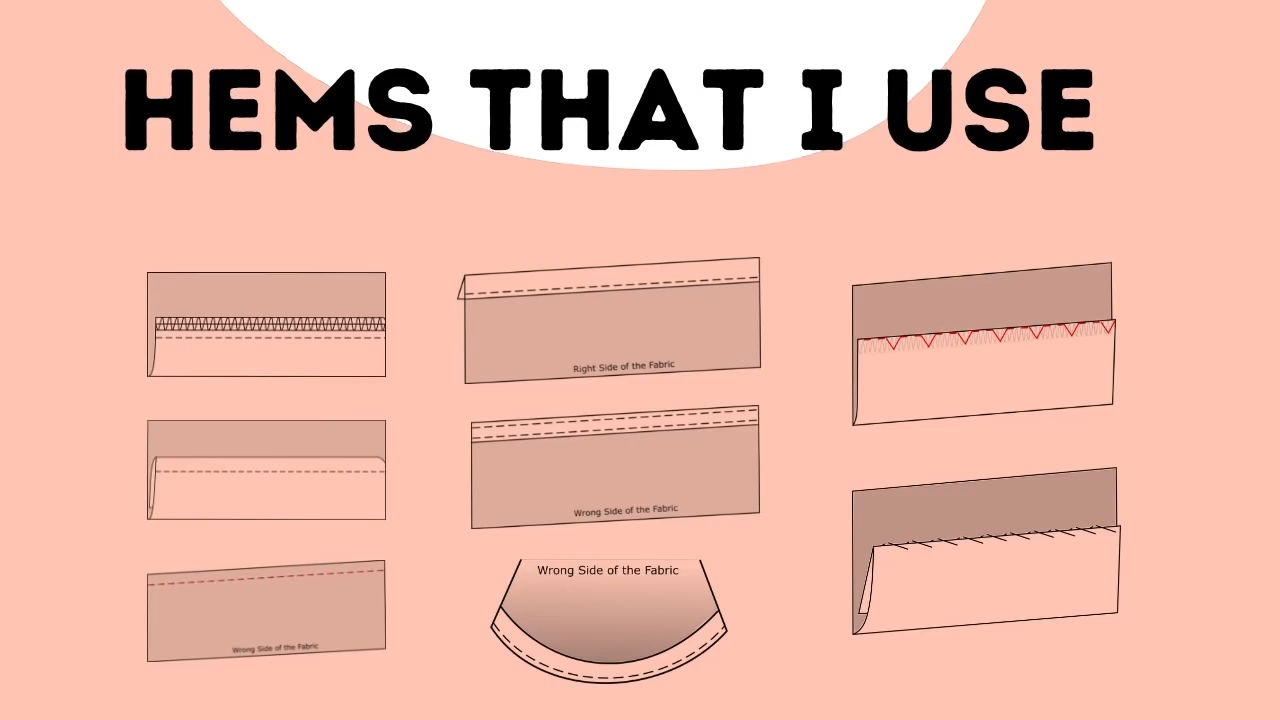 HEMS THAT I USE
Right Side of the Fabric
Wrong Side of the Fabric
Wrong Side of the Fabric
Wrong Side of the Fabric